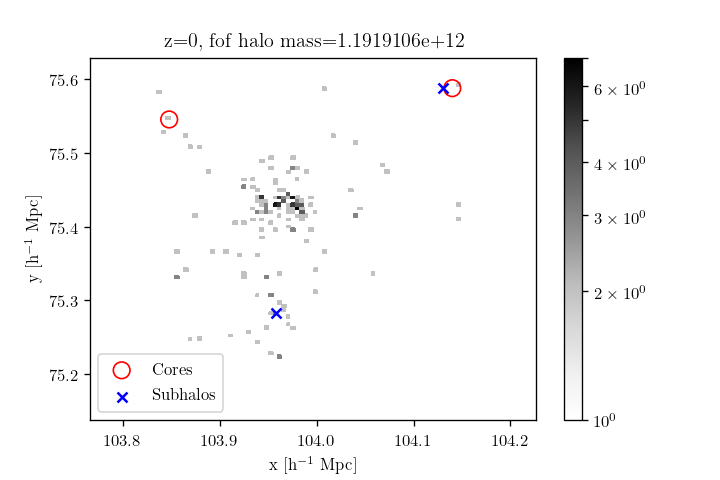 z=0, fof halo mass=1.1919106e+12
75.6
75.5
75.4
75.3
75.2
y [h⁻¹ Mpc]
103.8 103.9 104.0 104.1 104.2
x [h⁻¹ Mpc]
Cores
Subhalos
6 × 10⁰
4 × 10⁰
3 × 10⁰
2 × 10⁰
10⁰